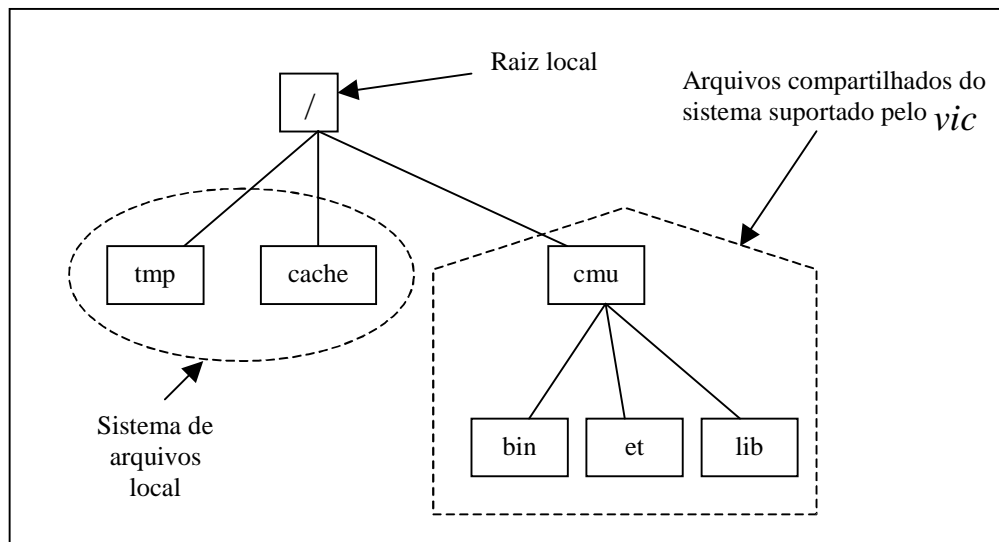 Raiz local
/
Arquivos compartilhados do
sistema suportado pelo vic
tmp
cache
cmu
Sistema de
arquivos
local
bin
et
lib